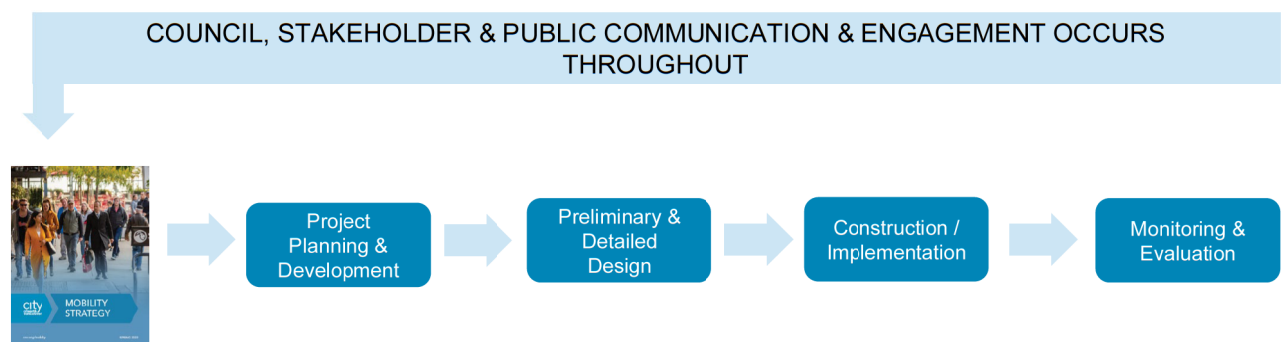 COUNCIL, STAKEHOLDER & PUBLIC COMMUNICATION & ENGAGEMENT OCCURS
THROUGHOUT
Project
Planning &
Development
Preliminary &
Detailed
Design
Construction /
Implementation
Monitoring &
Evaluation
city
MOBILITY
STRATEGY